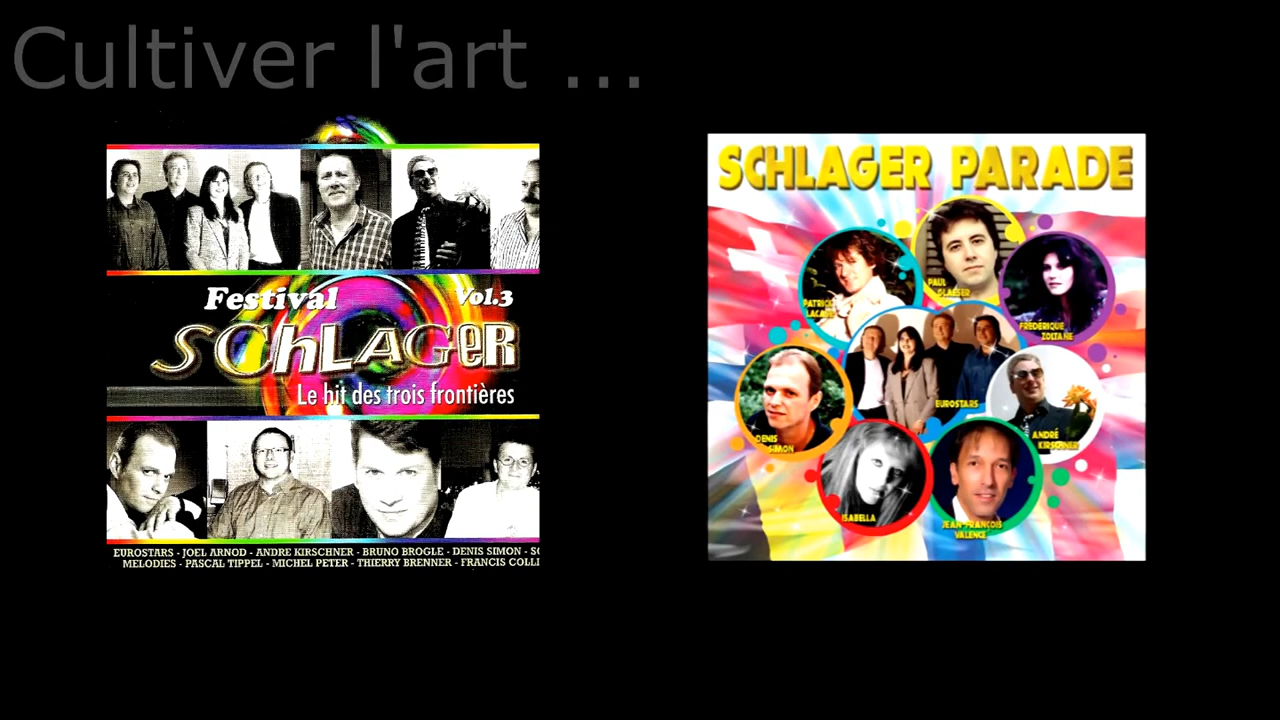 Cultiver l'art ...
Festival Vol.3
SCHLAGER
Le hit des trois frontières
EUROSTARS - JOEL ARNOD - ANDRE KIRSCHNER - BRUNO BROGLE - DENIS SIMON -
MELODIES - PASCAL TIPPEL - MICHEL PETER - THIERRY BRENNER - FRANCIS COLLI
SCHLAGER PARADE
PAUL
GLAESER
PATRICK
LACARE
FREDERIQUE
ZOLTANE
EUROSTARS
DENIS
SIMON
ANDRÉ
KIRSCHNER
ISABELLA
JEAN-FRANÇOIS
VALENCE